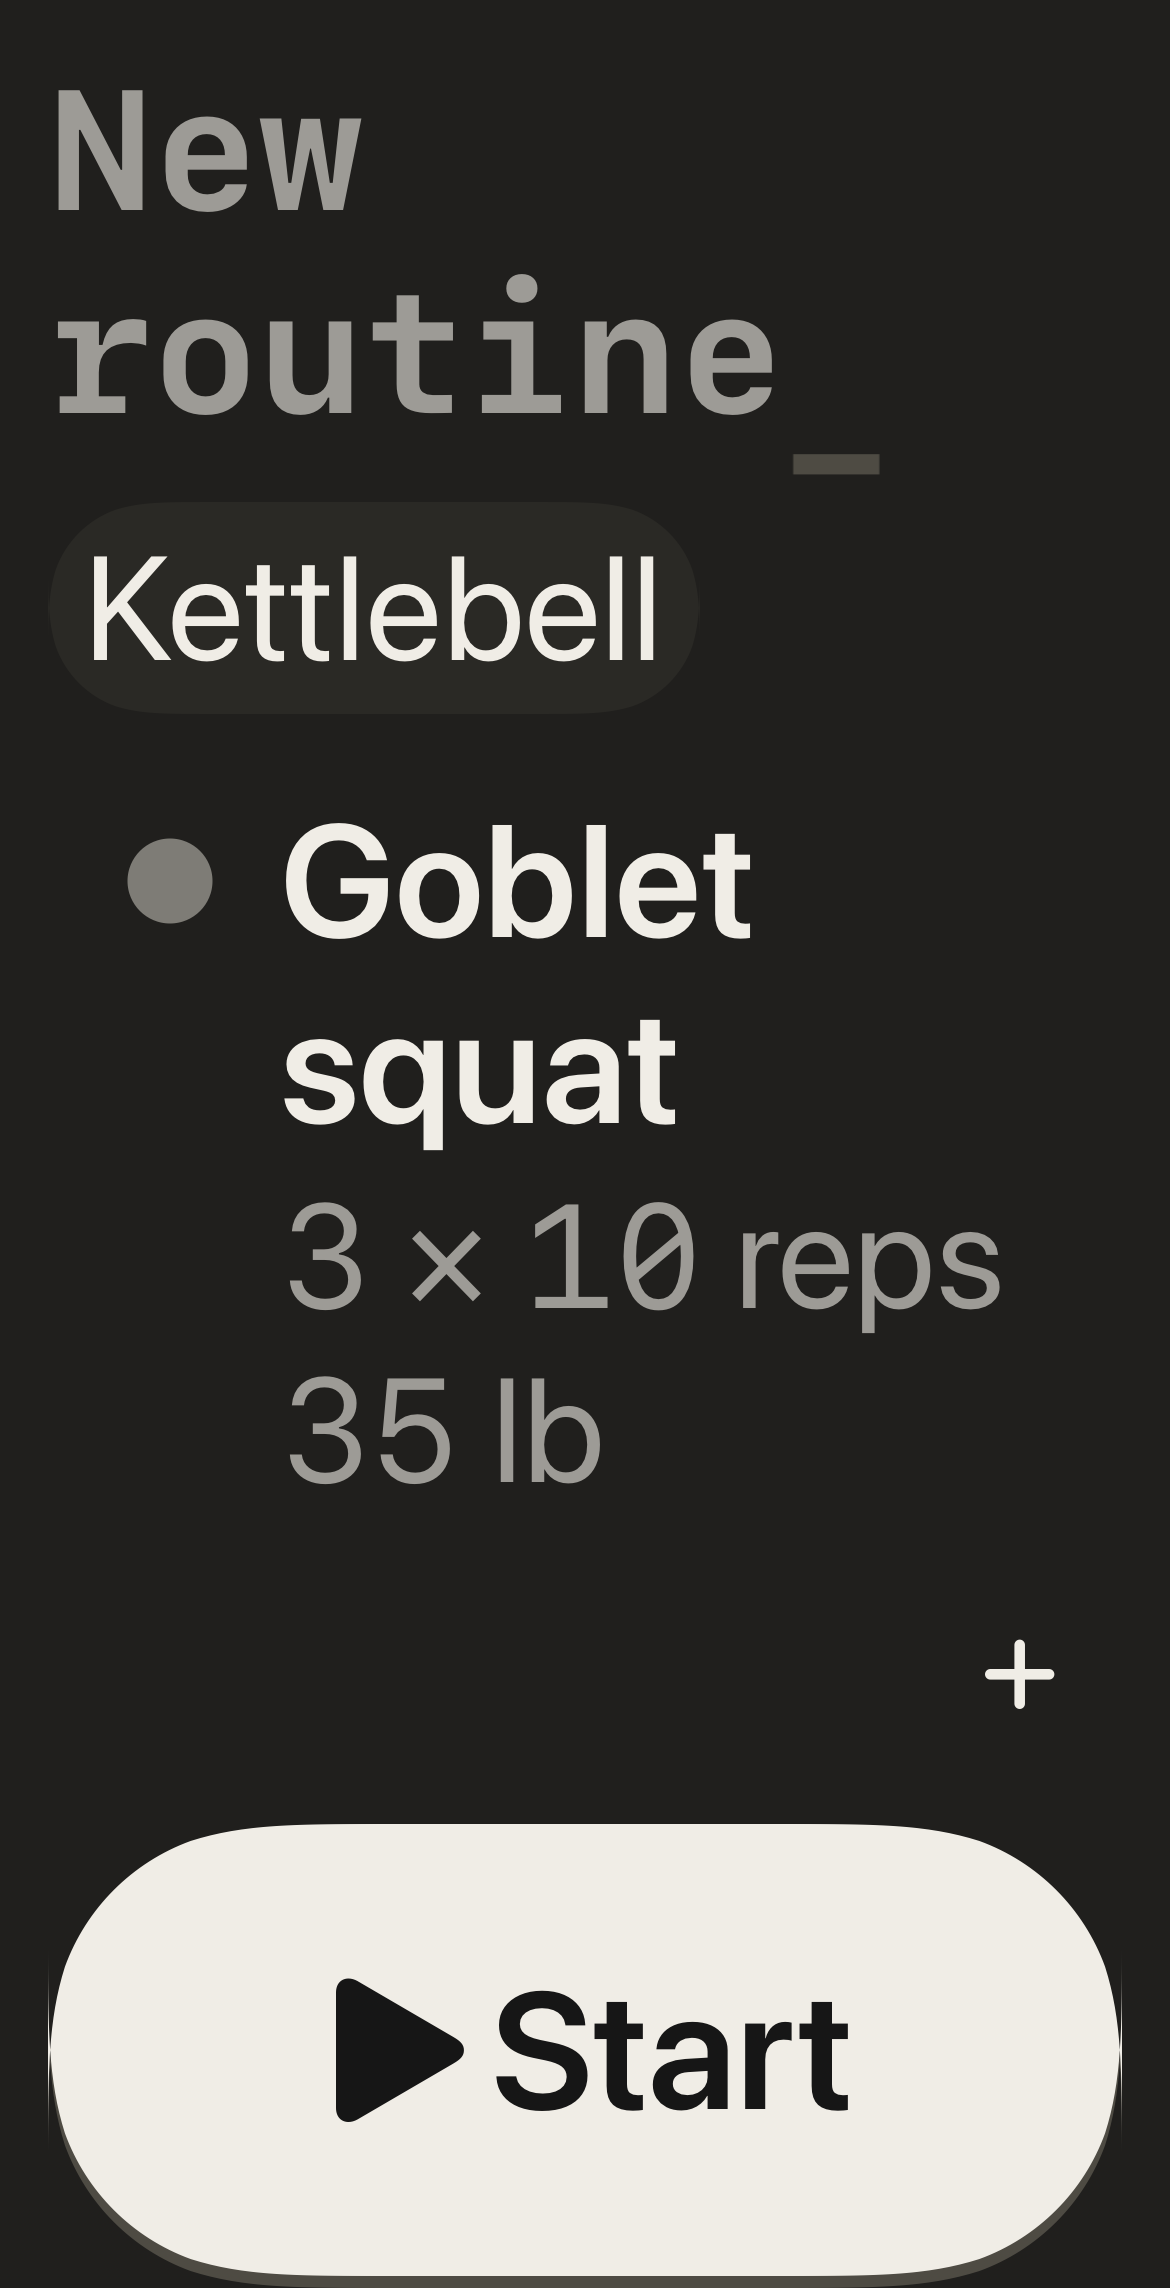 New
routine_
Kettlebell
Goblet
squat
3 × 10 reps
35 lb
+
Start